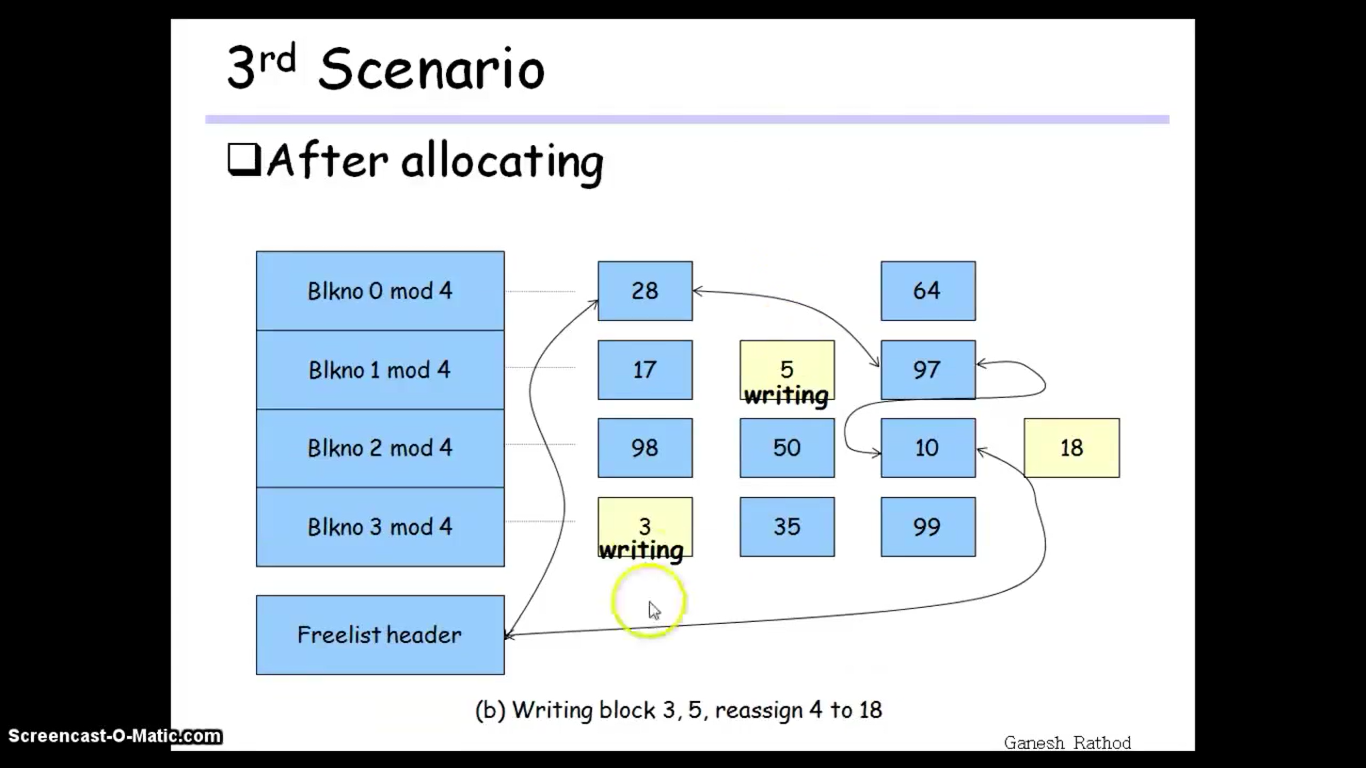 3rd Scenario
❑After allocating
Blkno 0 mod 4
28
64
Blkno 1 mod 4
17
5
97
writing
Blkno 2 mod 4
98
50
10
18
Blkno 3 mod 4
3
35
99
writing
Freelist header
(b) Writing block 3, 5, reassign 4 to 18
Screencast-O-Matic.com
Ganesh Rathod